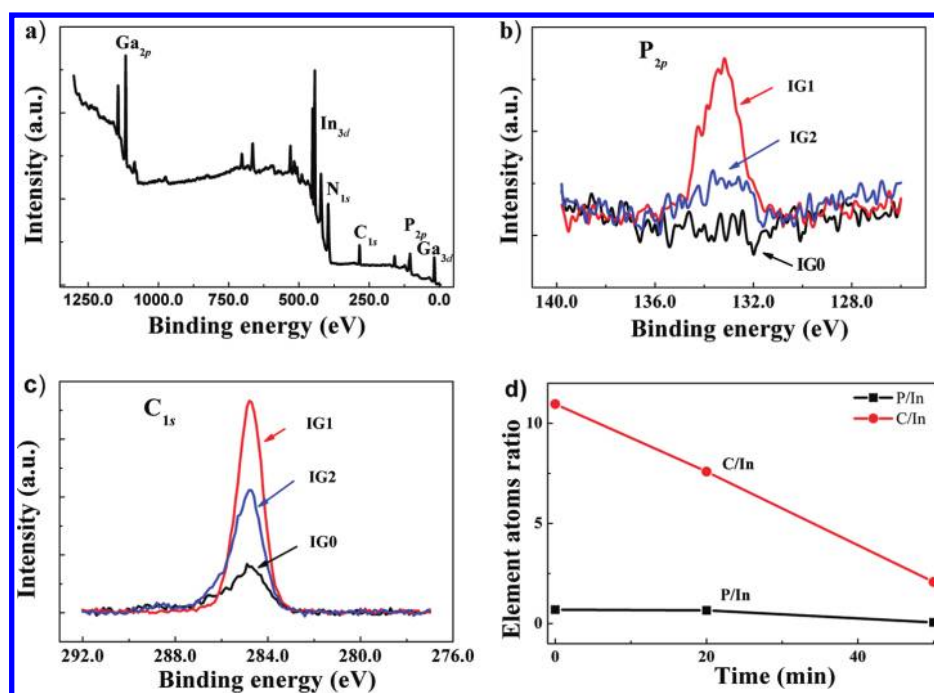 a)
Ga2p
In3d
N1s
C1s
P2p
Ga3d
Intensity (a.u.)
1250.0 1000.0 750.0 500.0 250.0 0.0
Binding energy (eV)
b)
P2p
IG1
IG2
IG0
Intensity (a.u.)
140.0 136.0 132.0 128.0
Binding energy (eV)
c)
C1s
IG1
IG2
IG0
Intensity (a.u.)
292.0 288.0 284.0 280.0 276.0
Binding energy (eV)
d)
P/In
C/In
C/In
P/In
Element atoms ratio
10
5
0
0 20 40
Time (min)